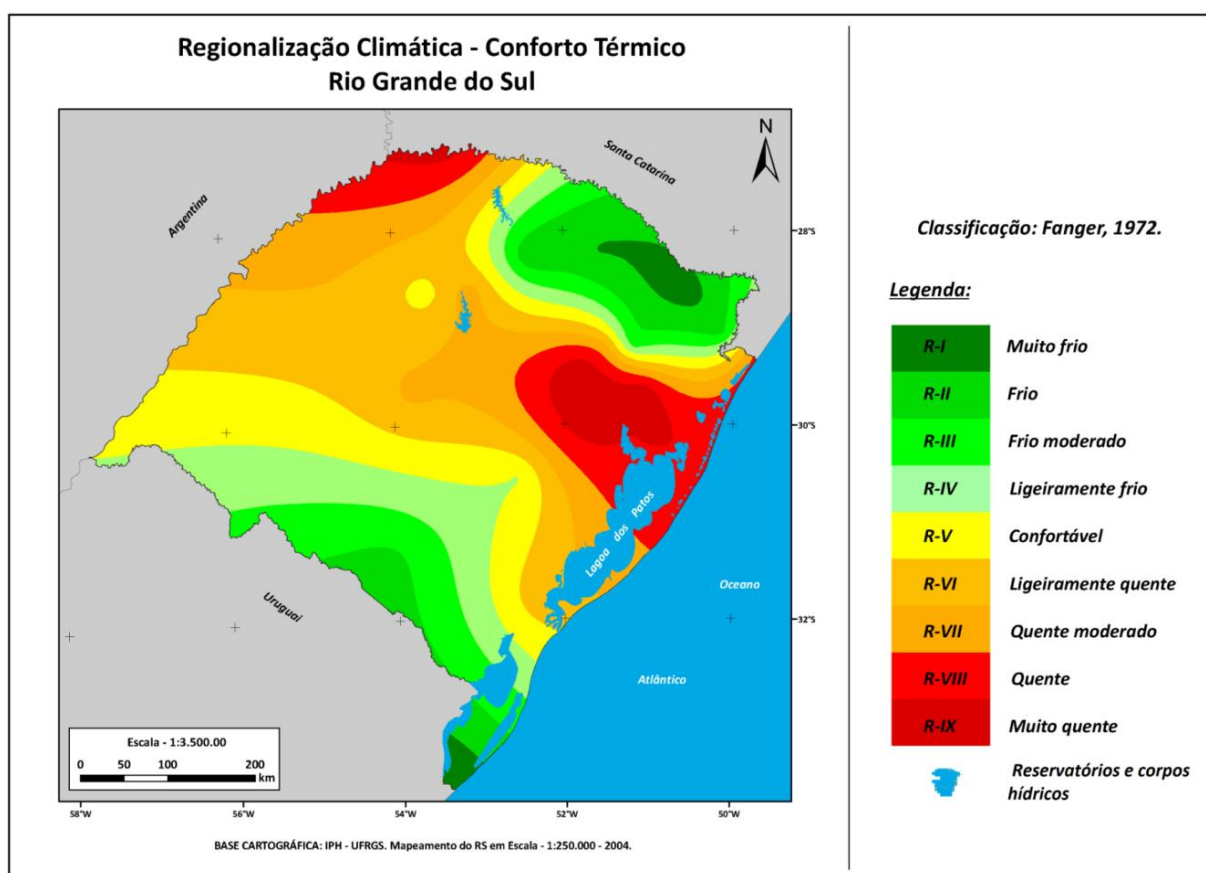 Regionalização Climática - Conforto Térmico
Rio Grande do Sul
N
Santa Catarina
Argentina
28°S
30°S
Lagoa dos Patos
Oceano
Uruguai
32°S
Atlântico
Escala - 1:3.500.00
0 50 100 200
km
58°W 56°W 54°W 52°W 50°W
BASE CARTOGRÁFICA: IPH - UFRGS. Mapeamento do RS em Escala - 1:250.000 - 2004.
Classificação: Fanger, 1972.
Legenda:
R-I Muito frio
R-II Frio
R-III Frio moderado
R-IV Ligeiramente frio
R-V Confortável
R-VI Ligeiramente quente
R-VII Quente moderado
R-VIII Quente
R-IX Muito quente
Reservatórios e corpos
hídricos